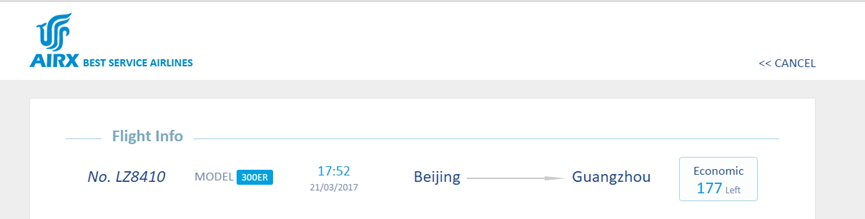 AIRX BEST SERVICE AIRLINES
<< CANCEL
Flight Info
No. LZ8410 MODEL 300ER 17:52 Beijing Guangzhou Economic
21/03/2017 177 Left